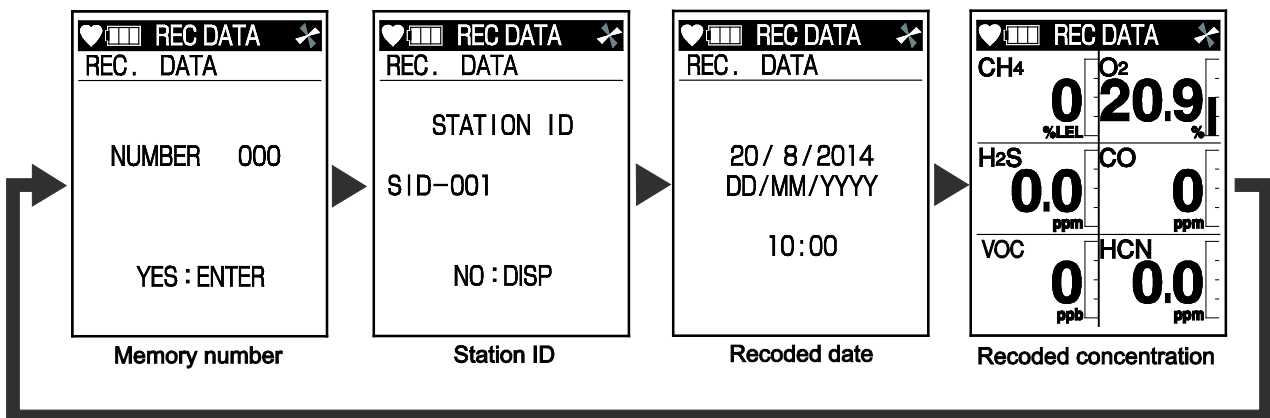 REC DATA
REC. DATA
NUMBER 000
YES:ENTER
Memory number
REC DATA
REC. DATA
STATION ID
SID-001
NO:DISP
Station ID
REC DATA
REC. DATA
20/ 8/2014
DD/MM/YYYY
10:00
Recoded date
REC DATA
CH4 O2
0 20.9
%LEL %
H2S CO
0.0 0
ppm ppm
VOC HCN
0 0.0
ppb ppm
Recoded concentration